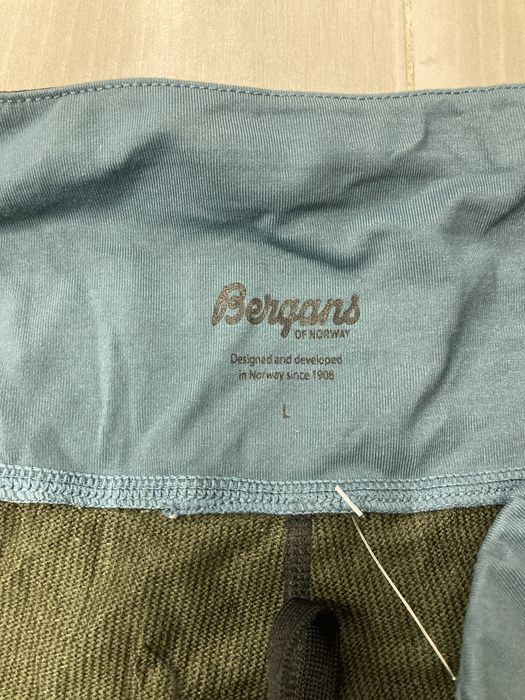 Bergans
OF NORWAY
Designed and developed
in Norway since 1908
L